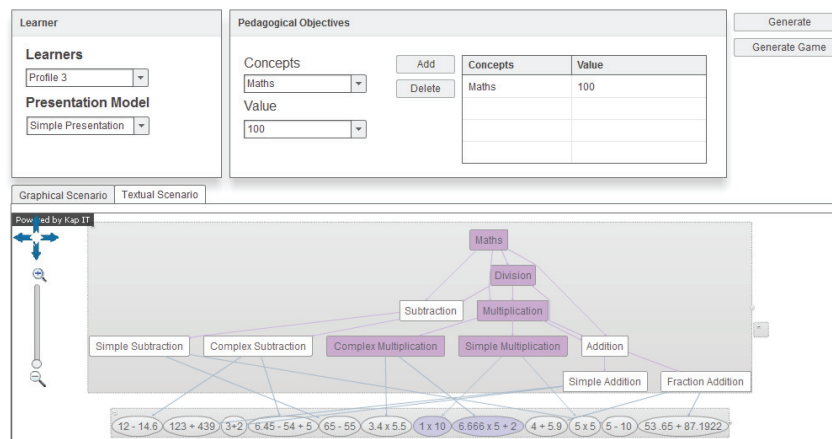 Learner
Pedagogical Objectives
Generate
Generate Game
Learners
Profile 3
Presentation Model
Simple Presentation
Concepts
Maths
Value
100
Add
Delete
Concepts Value
Maths 100
Graphical Scenario Textual Scenario
Powered by Kap IT
Maths
Division
Subtraction Multiplication
Simple Subtraction Complex Subtraction Complex Multiplication Simple Multiplication Addition
Simple Addition Fraction Addition
12 - 14.6 123 + 439 3+2 6.45 - 54 + 5 65 - 55 3.4 x 5.5 1 x 10 6.666 x 5 + 2 4 + 5.9 5 x 5 5 - 10 53 .65 + 87.1922